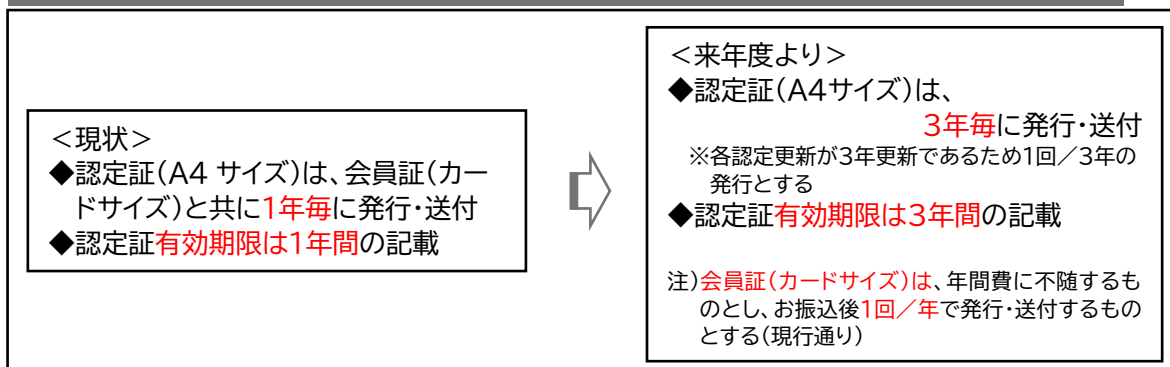 ＜現状＞
◆認定証(A4 サイズ)は、会員証(カー
ドサイズ)と共に1年毎に発行・送付
◆認定証有効期限は1年間の記載
＜来年度より＞
◆認定証(A4サイズ)は、
3年毎に発行・送付
※各認定更新が3年更新であるため1回／3年の
発行とする
◆認定証有効期限は3年間の記載
注)会員証(カードサイズ)は、年間費に不随するも
のとし、お振込後1回／年で発行・送付するもの
とする(現行通り)